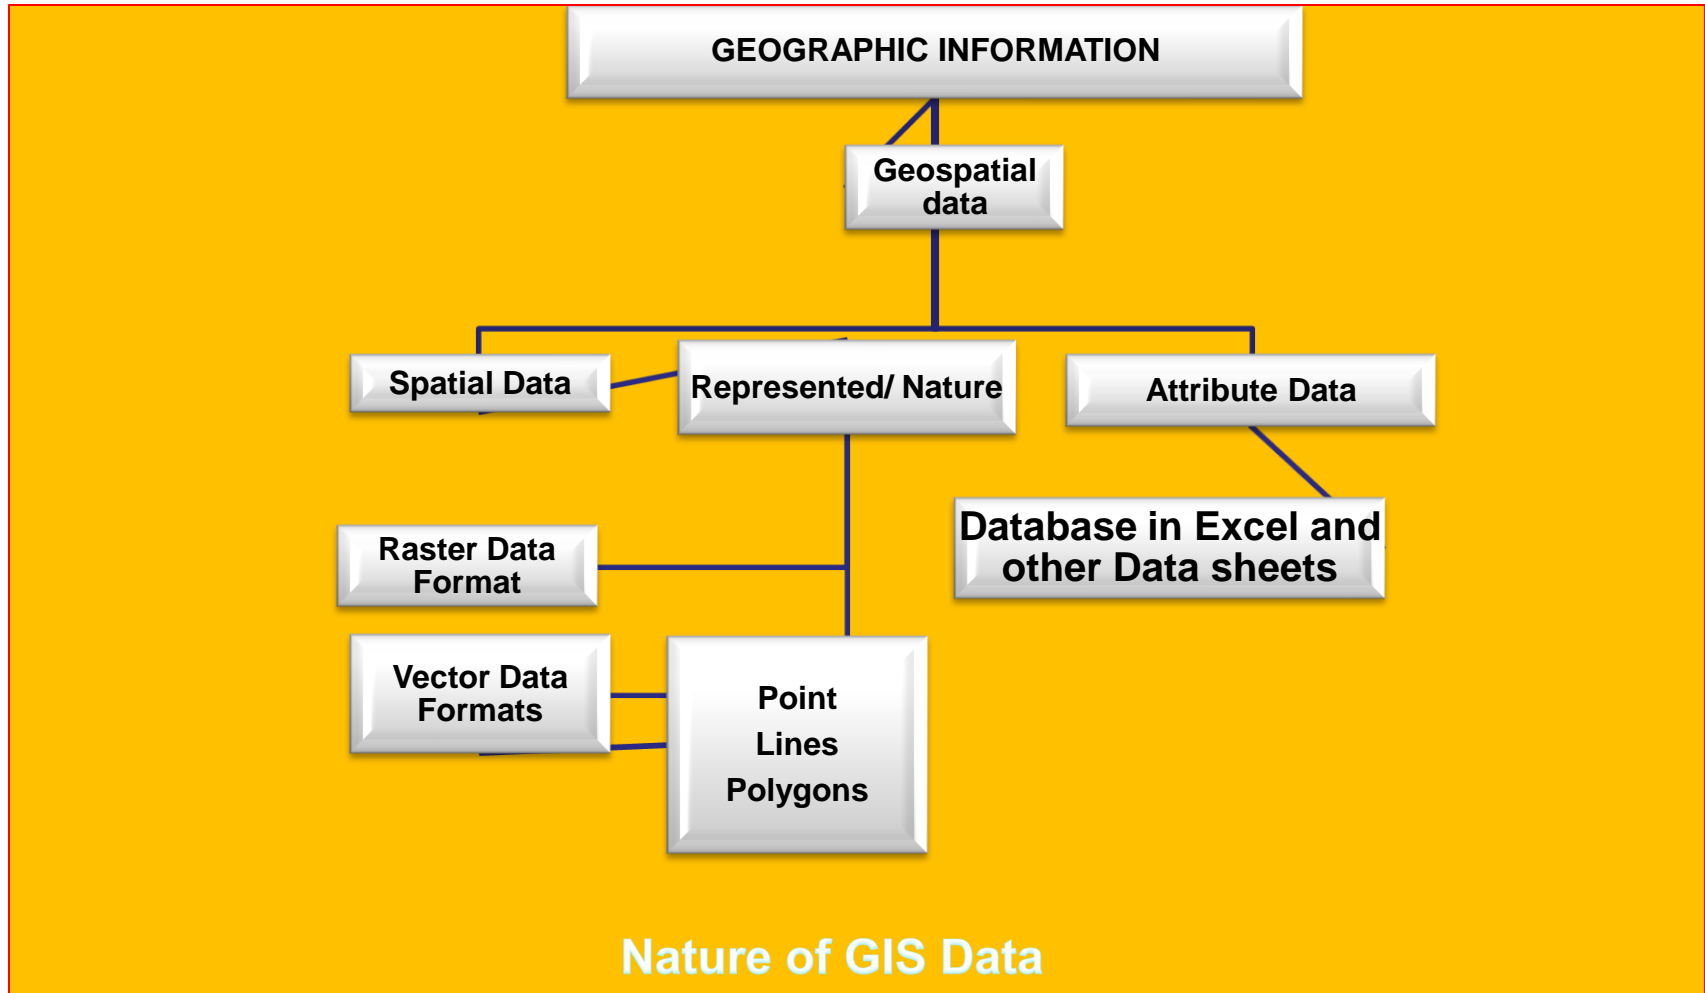 GEOGRAPHIC INFORMATION
Geospatial
data
Spatial Data
Represented/ Nature
Attribute Data
Raster Data
Format
Database in Excel and
other Data sheets
Vector Data
Formats
Point
Lines
Polygons
Nature of GIS Data